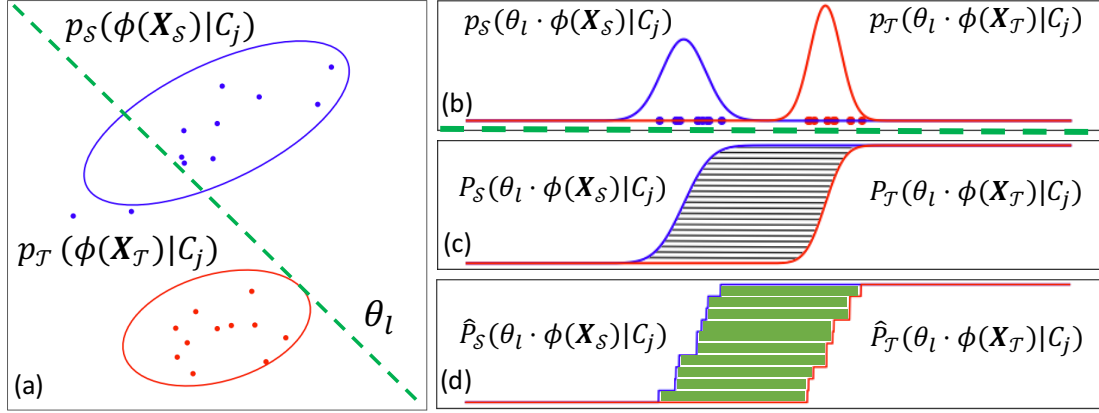 p_S(ϕ(X_S)|C_j)
p_T (ϕ(X_T)|C_j)
θ_l
(a)
p_S(θ_l · ϕ(X_S)|C_j)
p_T(θ_l · ϕ(X_T)|C_j)
(b)
P_S(θ_l · ϕ(X_S)|C_j)
P_T(θ_l · ϕ(X_T)|C_j)
(c)
P̂_S(θ_l · ϕ(X_S)|C_j)
P̂_T(θ_l · ϕ(X_T)|C_j)
(d)